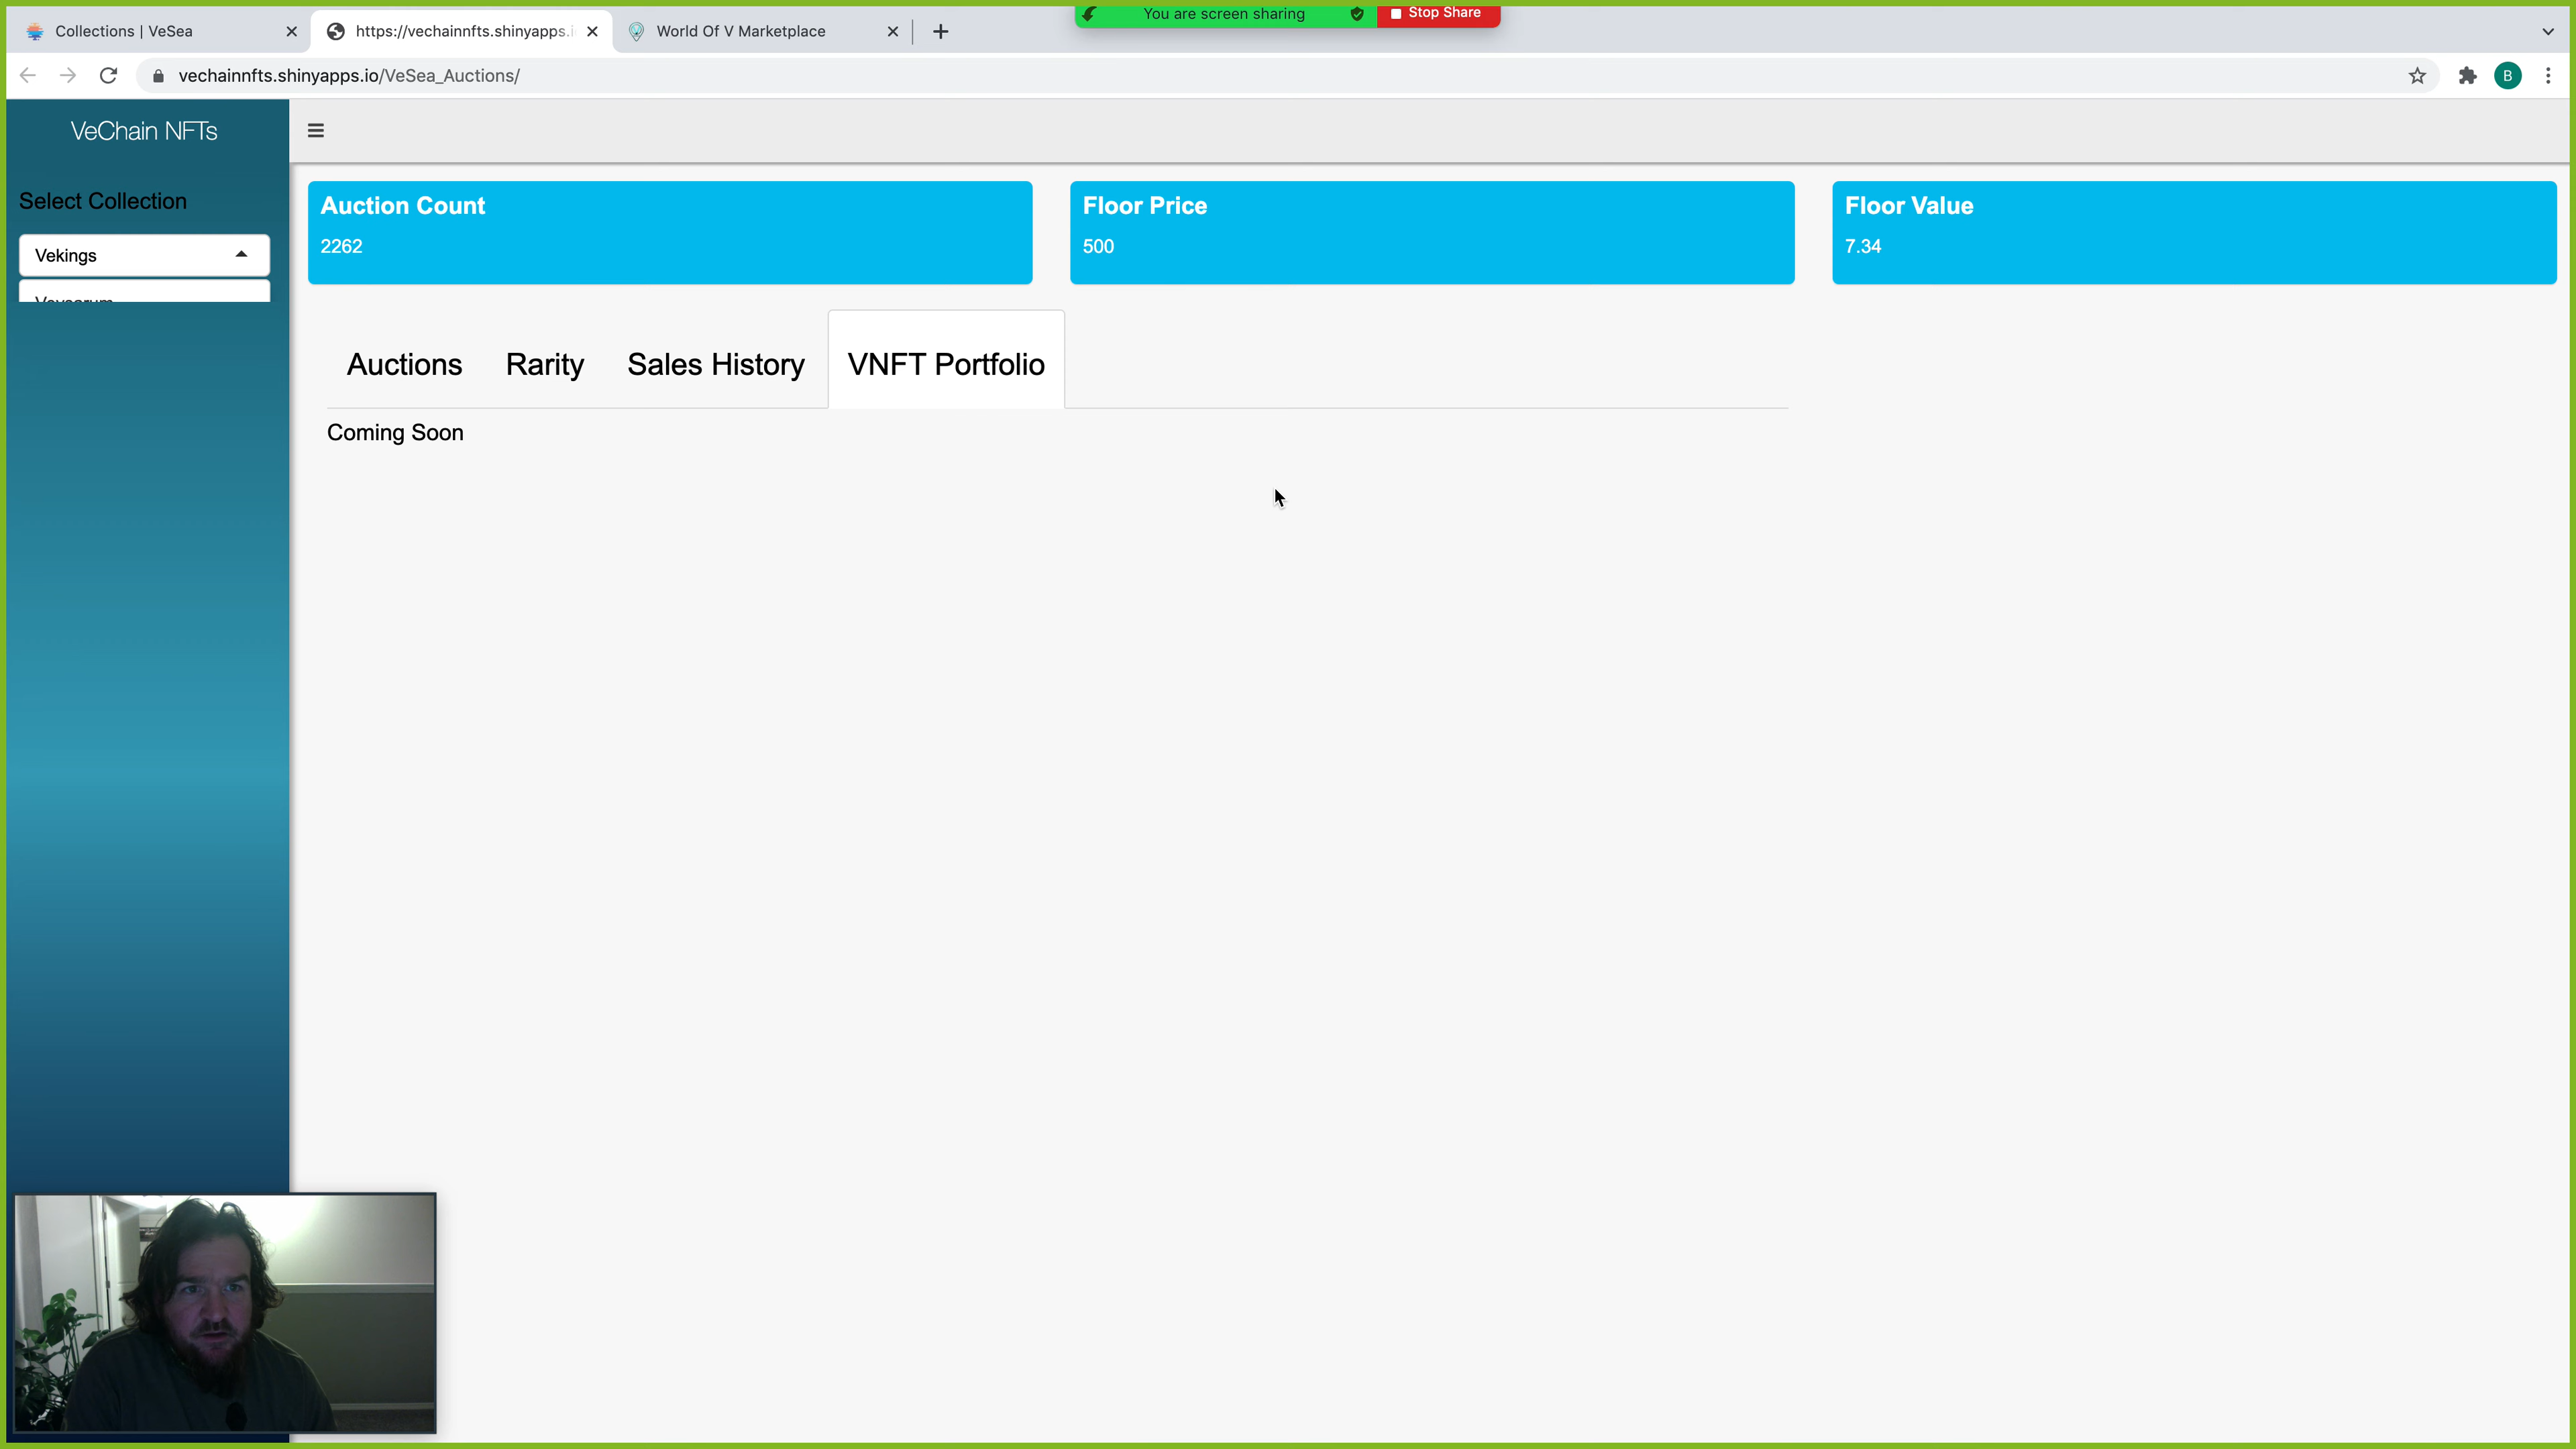 You are screen sharing
Stop Share
Collections | VeSea
https://vechainnfts.shinyapps.i
World Of V Marketplace
vechainnfts.shinyapps.io/VeSea_Auctions/
B
VeChain NFTs
Select Collection
Vekings
Auction Count
2262
Floor Price
500
Floor Value
7.34
Auctions
Rarity
Sales History
VNFT Portfolio
Coming Soon